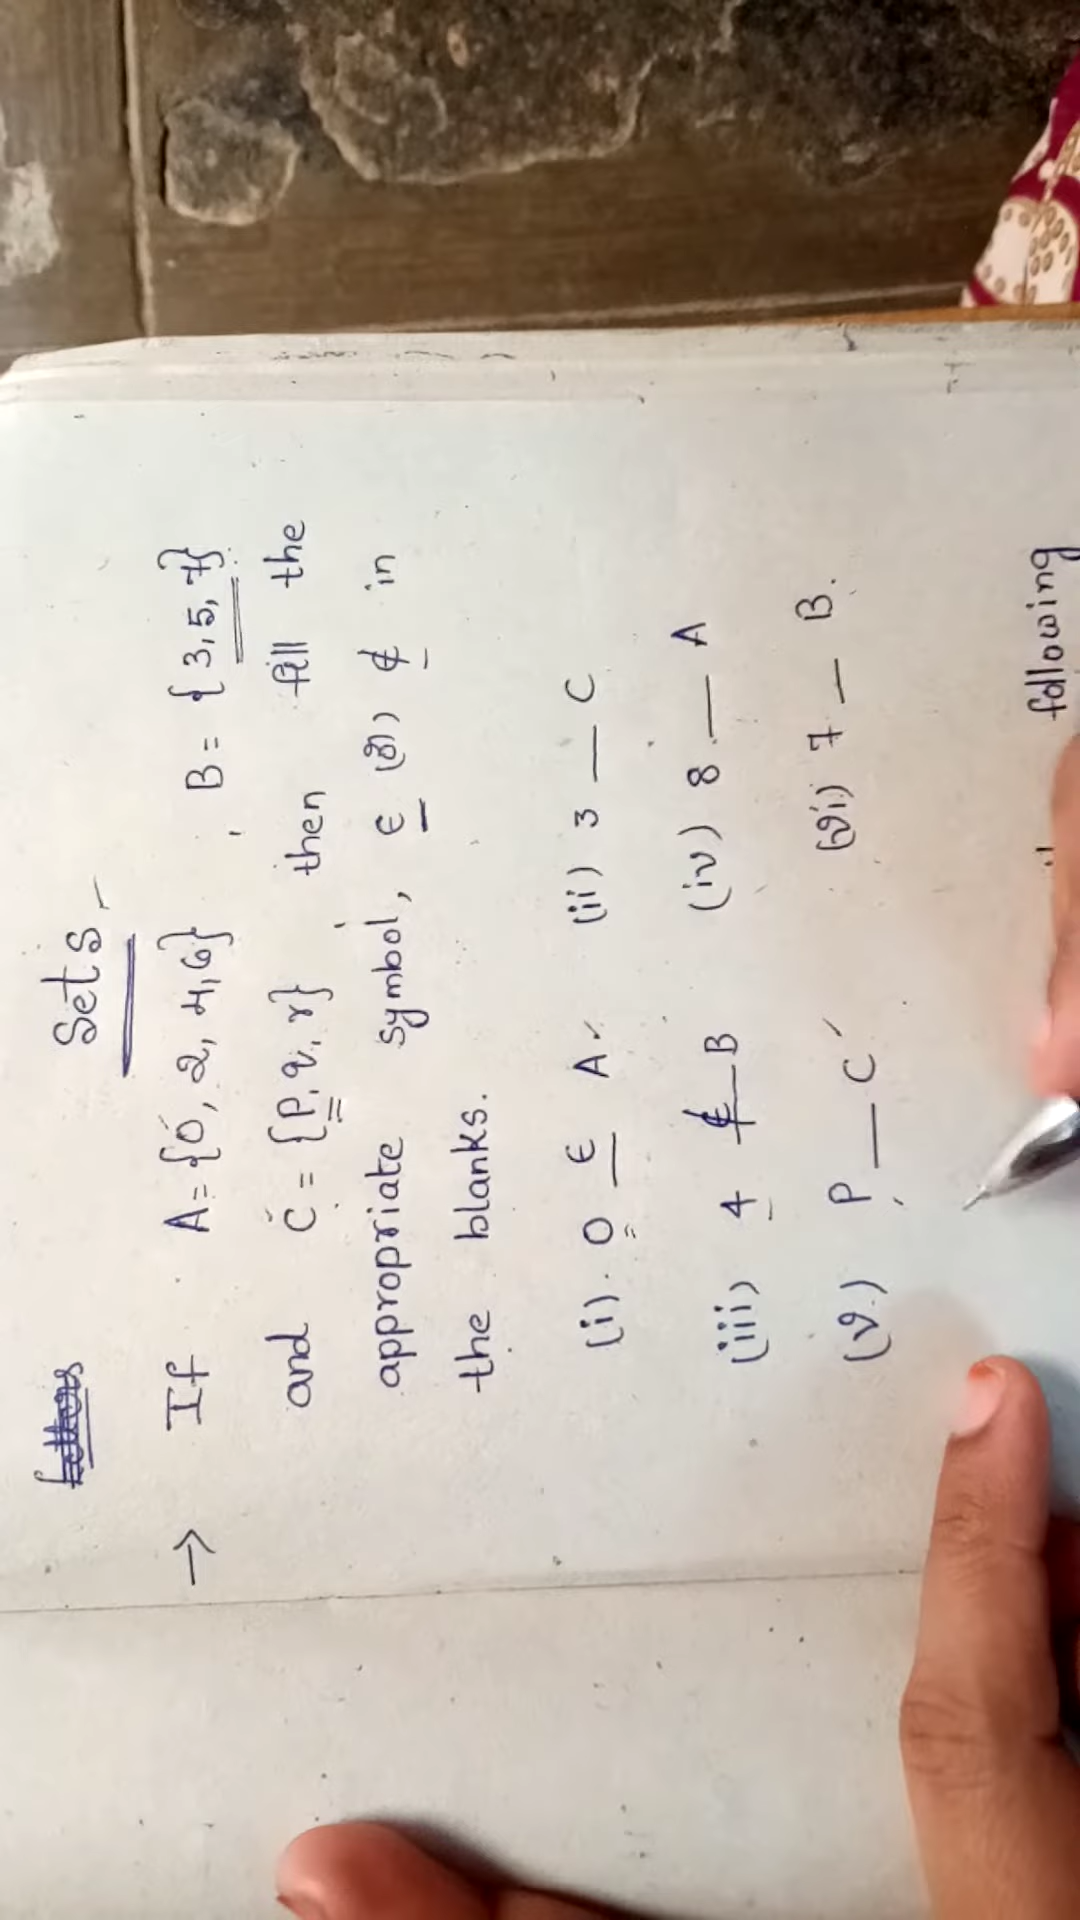 Sets
→ If A={0, 2, 4, 6}, B = {3, 5, 7}
and C = {p, q, r} then fill the
appropriate symbol, ∈ (or) ∉ in
the blanks.
(i). 0 ∈ A (ii) 3 __ C
(iii) 4 ∉ B (iv) 8 __ A
(v) P __ C (vi) 7 __ B.
following